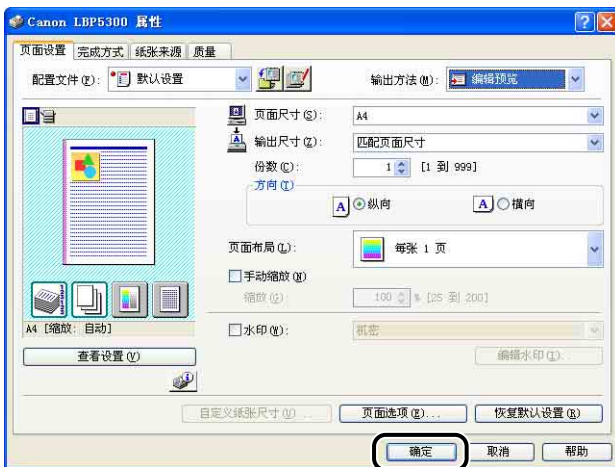 Canon LBP5300 属性
页面设置 完成方式 纸张来源 质量
配置文件(F): 默认设置 输出方法(M): 编辑预览
页面尺寸(S): A4
输出尺寸(Z): 匹配页面尺寸
份数(C): 1 [1 到 999]
方向(T)
A 纵向 A 横向
页面布局(L): 每张 1 页
手动缩放(N)
缩放(G): 100 % [25 到 200]
A4 [缩放: 自动]
水印(W): 机密
查看设置(V) 编辑水印(I)...
自定义纸张尺寸(U)... 页面选项(E)... 恢复默认设置(R)
确定 取消 帮助